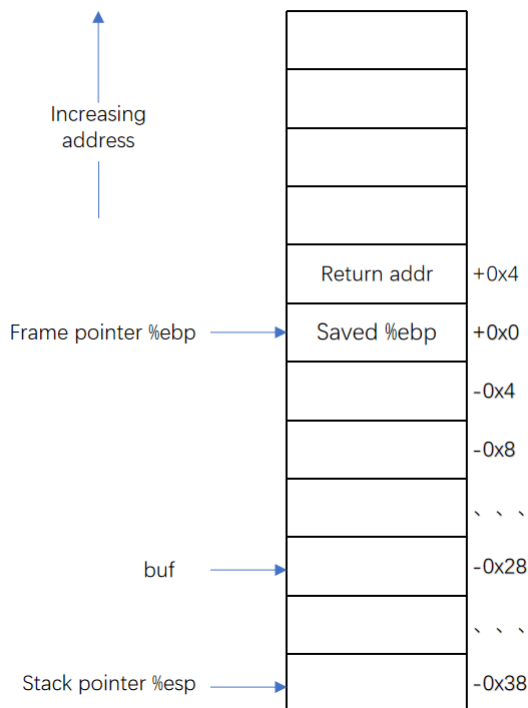 Increasing
address
Return addr
+0x4
Frame pointer %ebp
Saved %ebp
+0x0
-0x4
-0x8
、、、
buf
-0x28
、、、
Stack pointer %esp
-0x38